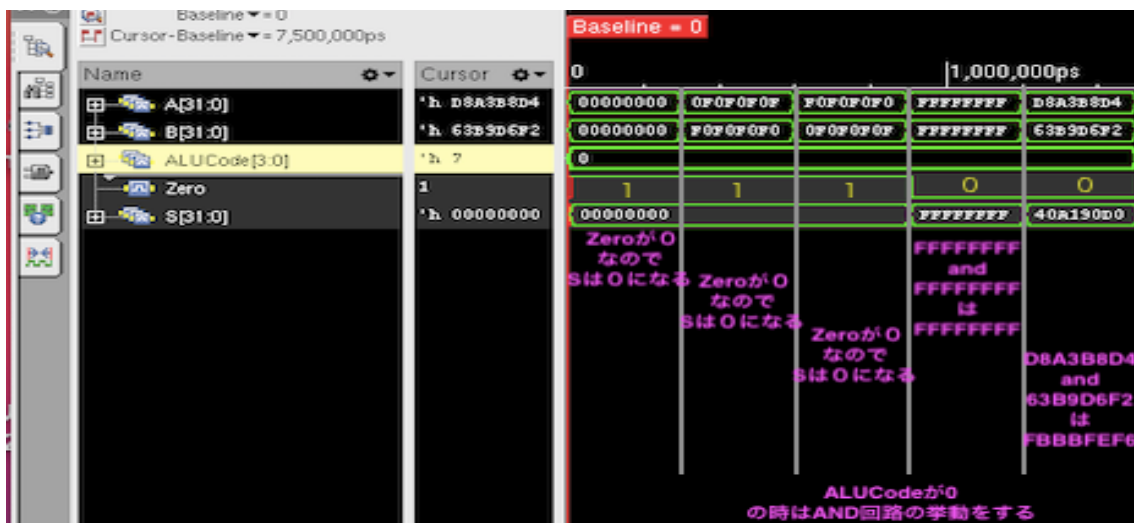 Baseline ▼= 0
Cursor-Baseline ▼= 7,500,000ps
Baseline = 0
Name
Cursor
0
1,000,000ps
A[31:0]
'h D8A3B8D4
00000000
0F0F0F0F
F0F0F0F0
FFFFFFFF
D8A3B8D4
B[31:0]
'h 63B9D6F2
00000000
F0F0F0F0
0F0F0F0F
FFFFFFFF
63B9D6F2
ALUCode[3:0]
'h 7
0
Zero
1
1
1
1
0
0
S[31:0]
'h 00000000
00000000
FFFFFFFF
40A190D0
Zeroが0
なので
Sは0になる
Zeroが0
なので
Sは0になる
Zeroが0
なので
Sは0になる
FFFFFFFF
and
FFFFFFFF
は
FFFFFFFF
D8A3B8D4
and
63B9D6F2
は
FBBBFEF6
ALUCodeが0
の時はAND回路の挙動をする